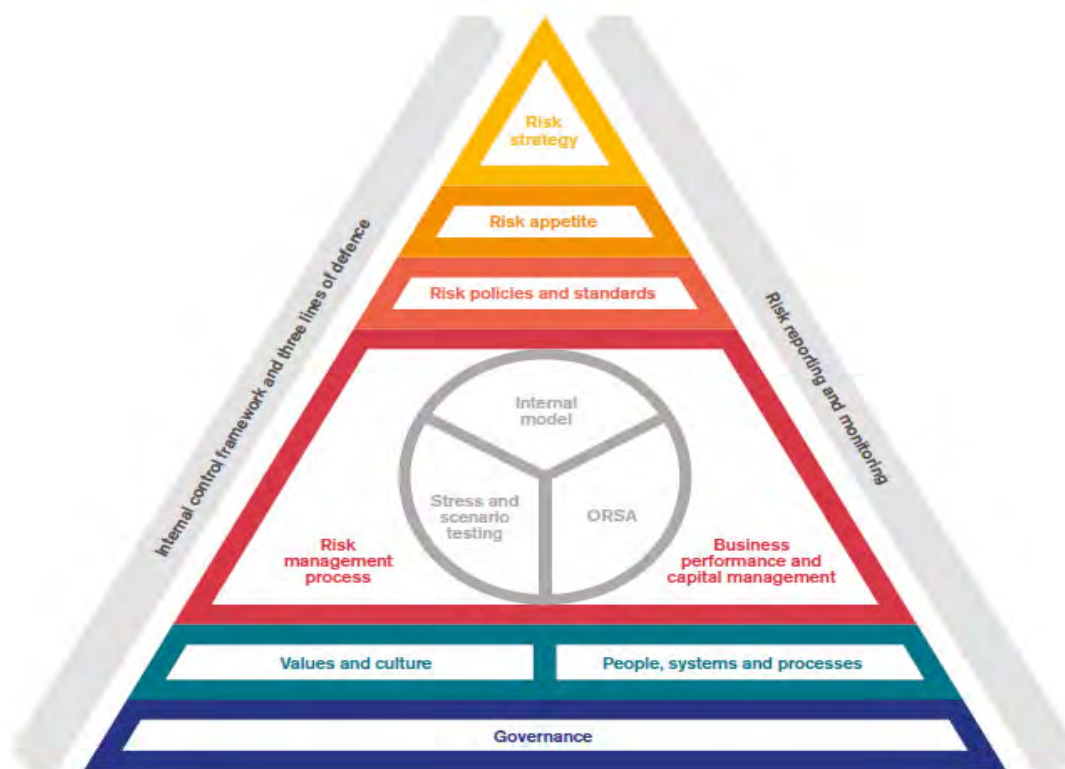 Risk
strategy
Risk appetite
Risk policies and standards
Internal control framework and three lines of defence
Risk reporting and monitoring
Internal
model
Stress and
scenario
testing
ORSA
Risk
management
process
Business
performance and
capital management
Values and culture
People, systems and processes
Governance